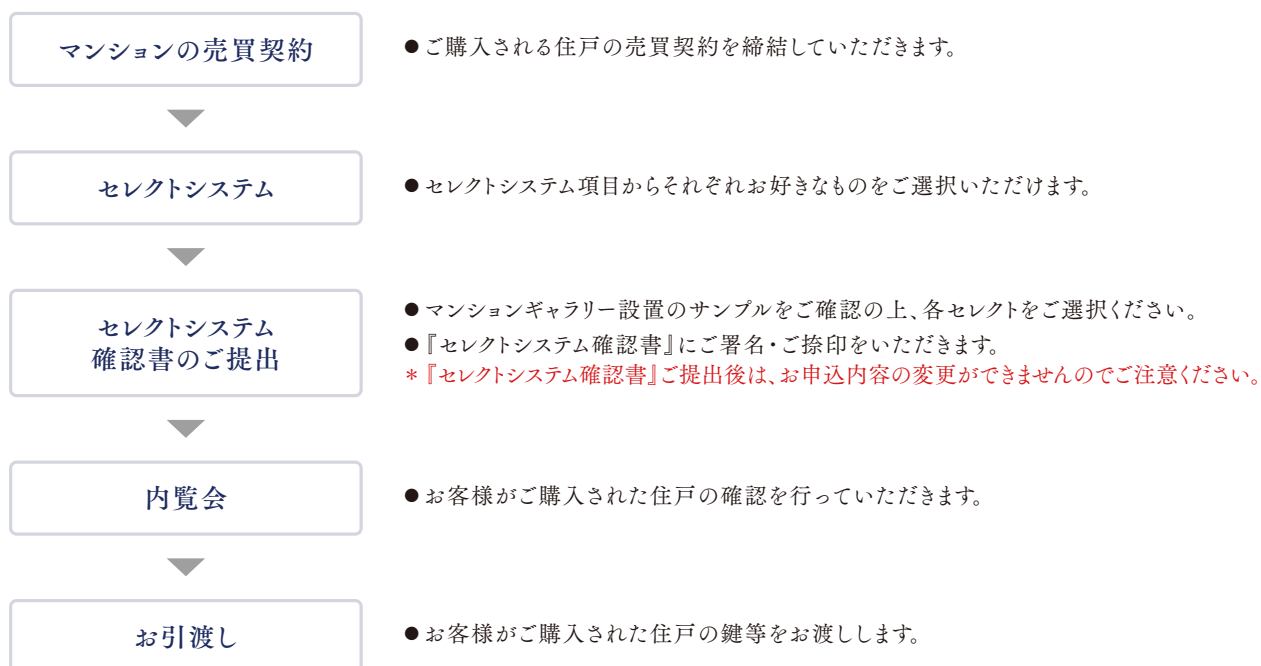 マンションの売買契約
●ご購入される住戸の売買契約を締結していただきます。
セレクトシステム
●セレクトシステム項目からそれぞれお好きなものをご選択いただけます。
セレクトシステム
確認書のご提出
●マンションギャラリー設置のサンプルをご確認の上、各セレクトをご選択ください。
●『セレクトシステム確認書』にご署名・ご捺印をいただきます。
＊『セレクトシステム確認書』ご提出後は、お申込内容の変更ができませんのでご注意ください。
内覧会
●お客様がご購入された住戸の確認を行っていただきます。
お引渡し
●お客様がご購入された住戸の鍵等をお渡しします。